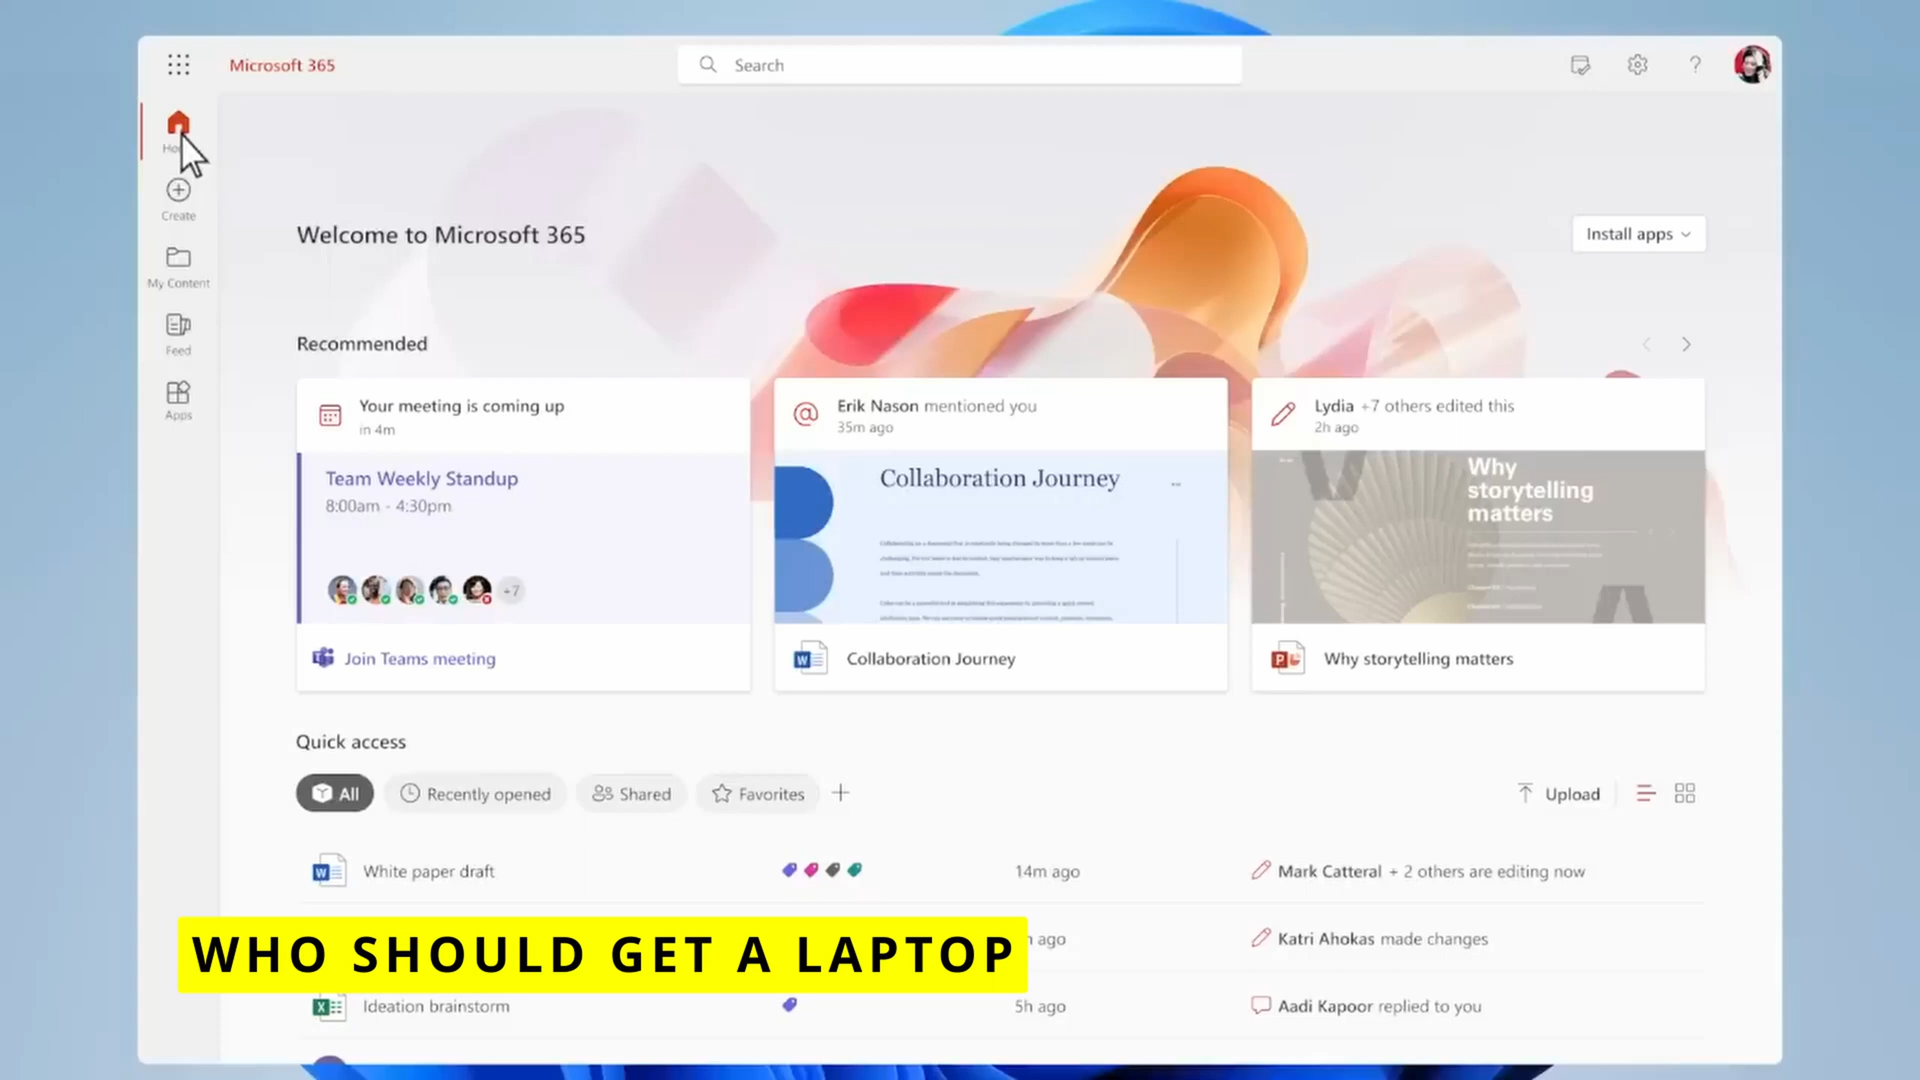 Microsoft 365
Search
Home
Create
My Content
Feed
Apps
Welcome to Microsoft 365
Install apps
Recommended
Your meeting is coming up
in 4m
Team Weekly Standup
8:00am - 4:30pm
+7
Join Teams meeting
Erik Nason mentioned you
35m ago
Collaboration Journey
Collaboration Journey
Lydia +7 others edited this
2h ago
Why
storytelling
matters
Why storytelling matters
Quick access
All
Recently opened
Shared
Favorites
Upload
White paper draft
14m ago
Mark Catteral + 2 others are editing now
WHO SHOULD GET A LAPTOP
ago
Katri Ahokas made changes
Ideation brainstorm
5h ago
Aadi Kapoor replied to you